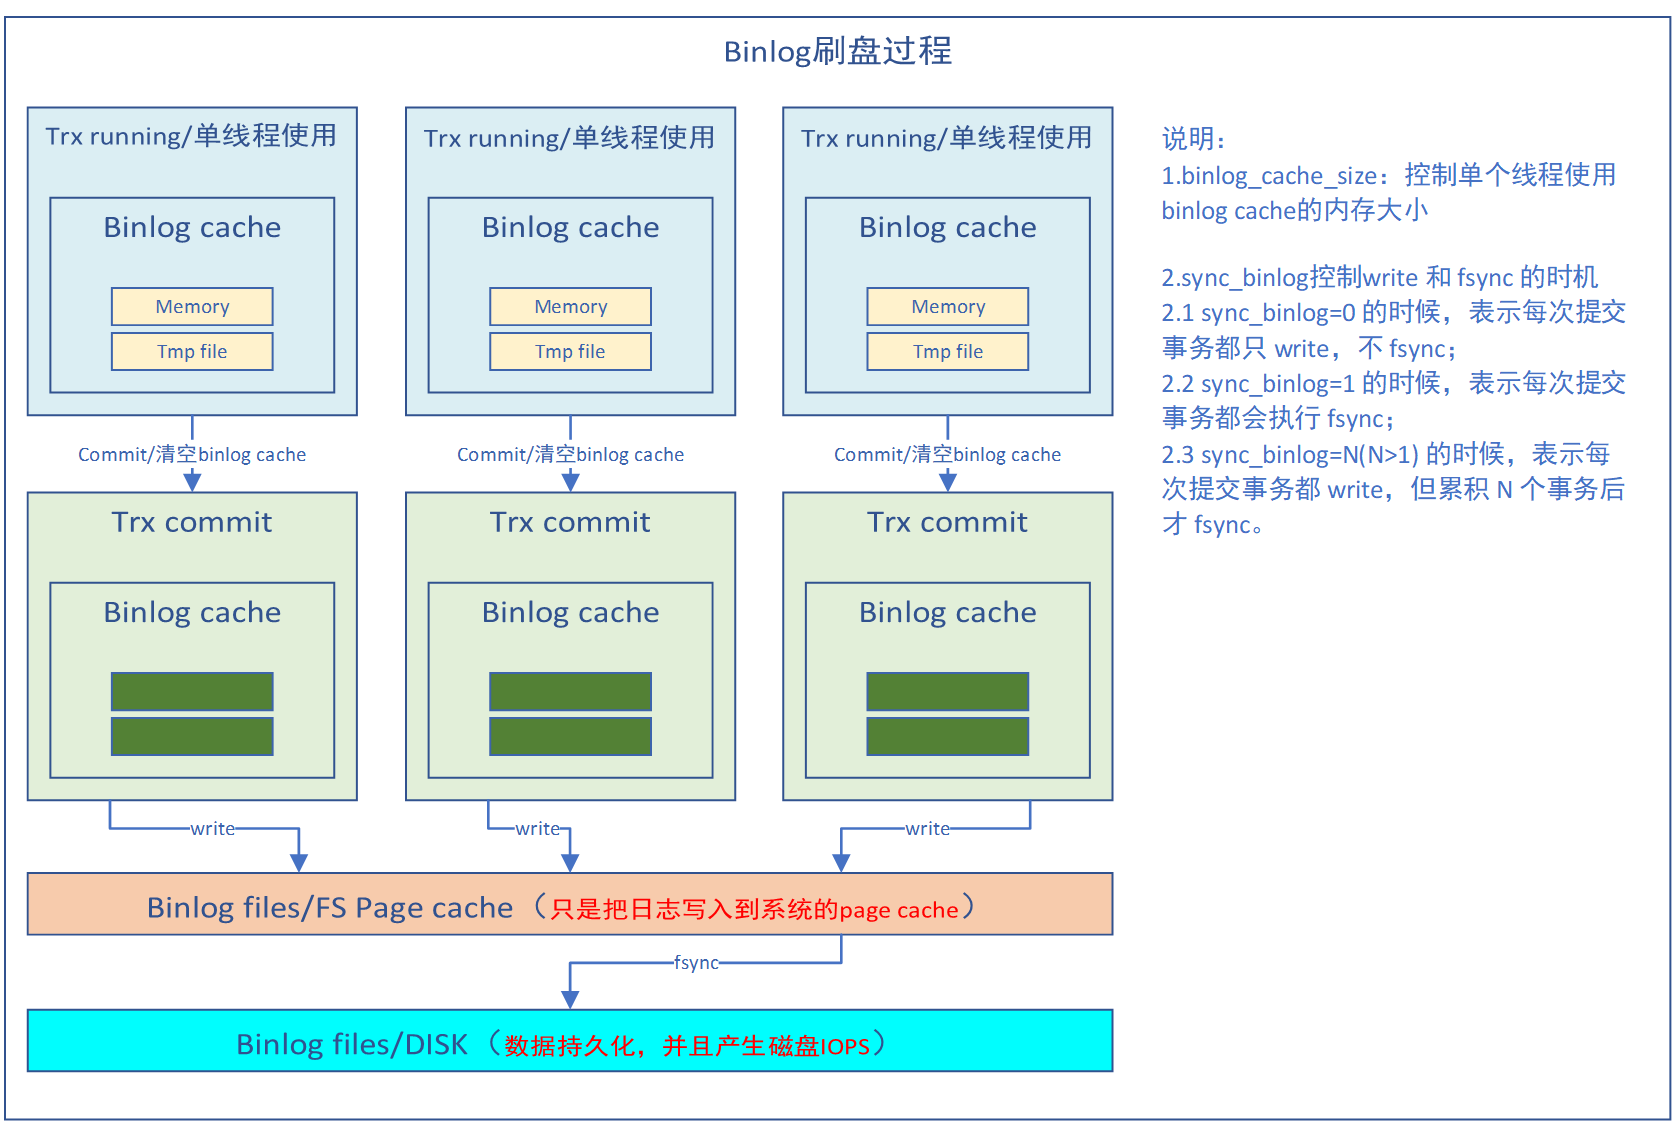 Binlog刷盘过程
Trx running/单线程使用
Trx running/单线程使用
Trx running/单线程使用
Binlog cache
Binlog cache
Binlog cache
Memory
Memory
Memory
Tmp file
Tmp file
Tmp file
Commit/清空binlog cache
Commit/清空binlog cache
Commit/清空binlog cache
Trx commit
Trx commit
Trx commit
Binlog cache
Binlog cache
Binlog cache
write
write
write
Binlog files/FS Page cache（只是把日志写入到系统的page cache）
fsync
Binlog files/DISK（数据持久化，并且产生磁盘IOPS）
说明：
1.binlog_cache_size：控制单个线程使用
binlog cache的内存大小
2.sync_binlog控制write 和 fsync 的时机
2.1 sync_binlog=0 的时候，表示每次提交
事务都只 write，不 fsync；
2.2 sync_binlog=1 的时候，表示每次提交
事务都会执行 fsync；
2.3 sync_binlog=N(N>1) 的时候，表示每
次提交事务都 write，但累积 N 个事务后
才 fsync。